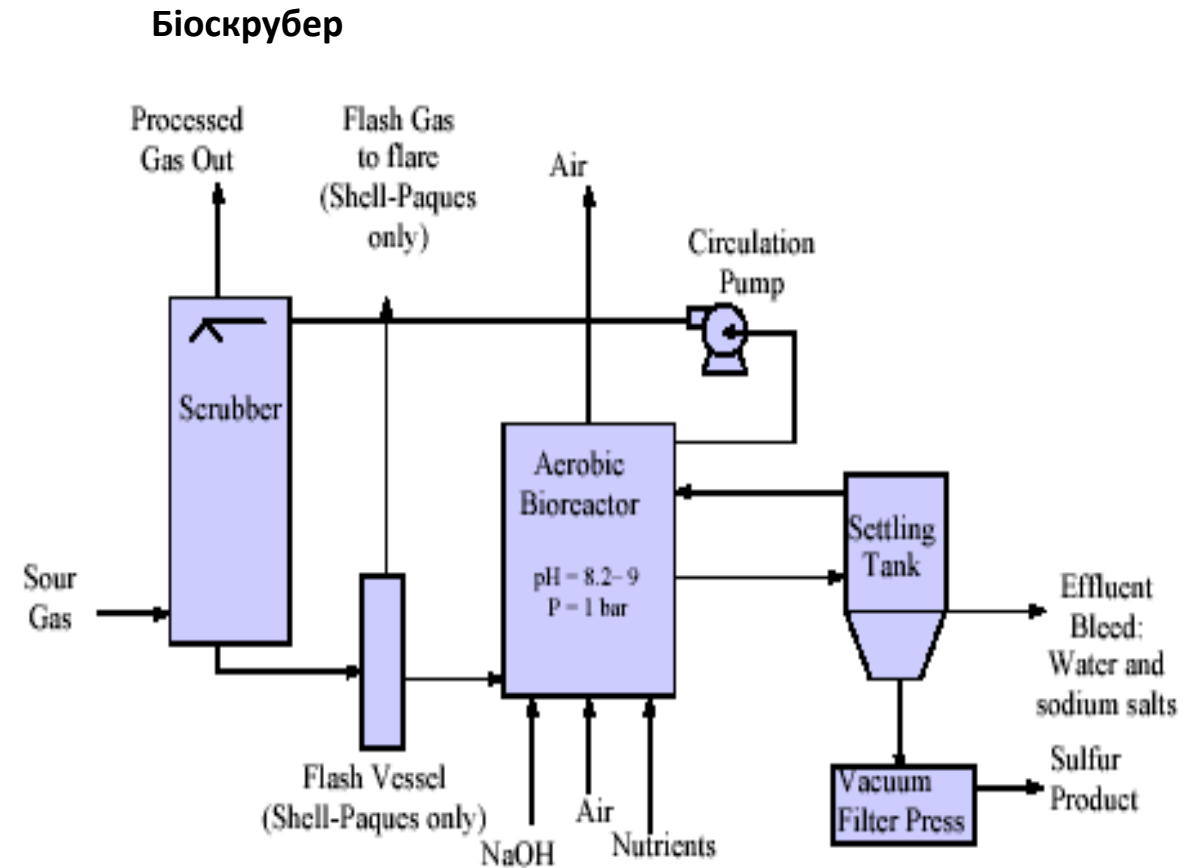 Біоскрубер
Processed
Gas Out
Flash Gas
to flare
(Shell-Paques
only)
Air
Circulation
Pump
Scrubber
Aerobic
Bioreactor
pH = 8.2– 9
P = 1 bar
Settling
Tank
Sour
Gas
Effluent
Bleed:
Water and
sodium salts
Flash Vessel
(Shell-Paques only)
NaOH
Air
Nutrients
Vacuum
Filter Press
Sulfur
Product